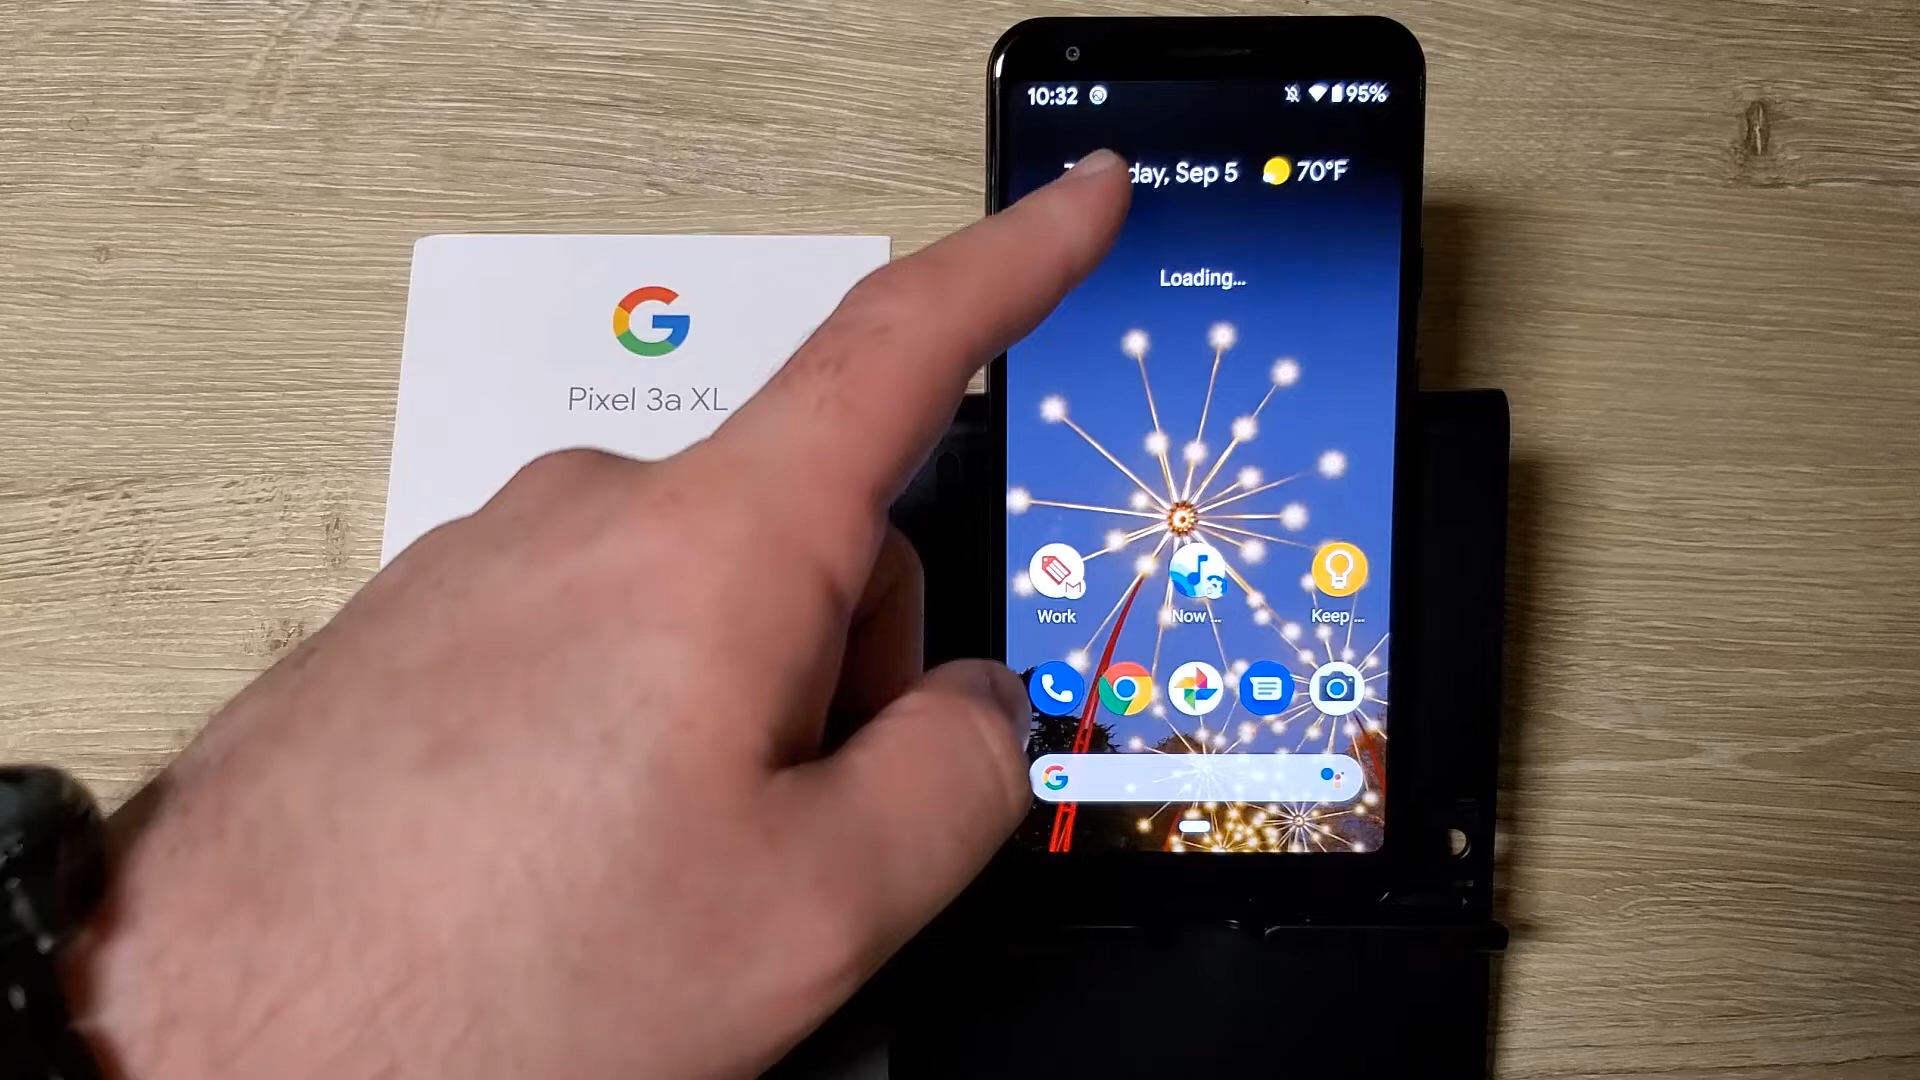 10:32 95%
day, Sep 5 70°F
Loading...
Pixel 3a XL
Work Now ... Keep ...